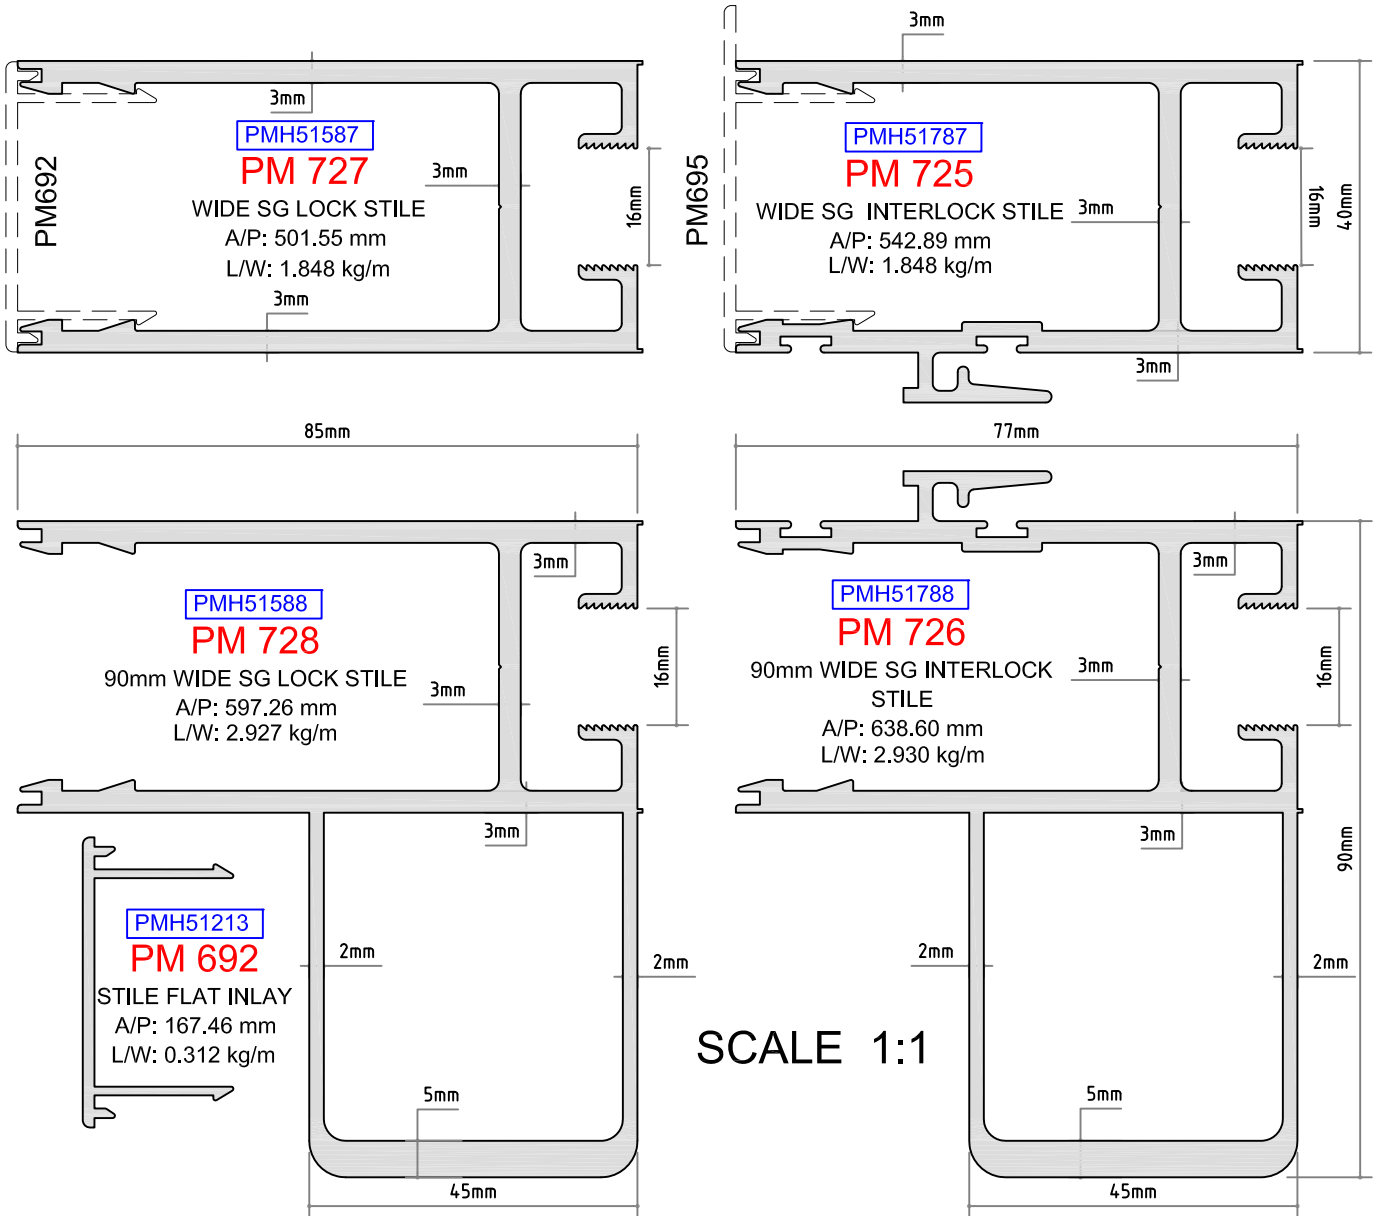 3mm
3mm
PMH51587
PM 727
WIDE SG LOCK STILE
A/P: 501.55 mm
L/W: 1.848 kg/m
3mm
3mm
16mm
PM692
PM695
PMH51787
PM 725
WIDE SG INTERLOCK STILE
A/P: 542.89 mm
L/W: 1.848 kg/m
3mm
16mm
40mm
3mm
85mm
77mm
3mm
PMH51588
PM 728
90mm WIDE SG LOCK STILE
A/P: 597.26 mm
L/W: 2.927 kg/m
3mm
16mm
3mm
3mm
PMH51788
PM 726
90mm WIDE SG INTERLOCK
STILE
A/P: 638.60 mm
L/W: 2.930 kg/m
3mm
16mm
3mm
90mm
PMH51213
PM 692
STILE FLAT INLAY
A/P: 167.46 mm
L/W: 0.312 kg/m
2mm
2mm
2mm
2mm
SCALE 1:1
5mm
5mm
45mm
45mm